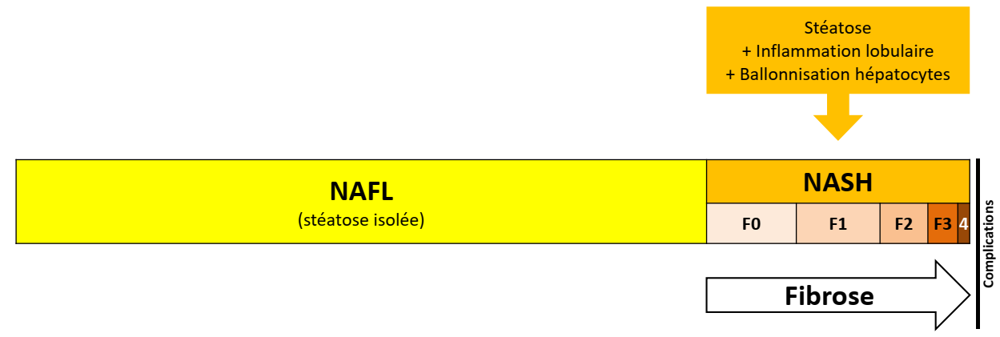 Stéatose
+ Inflammation lobulaire
+ Ballonnisation hépatocytes
NAFL
(stéatose isolée)
NASH
F0 F1 F2 F3 4
Fibrose
Complications